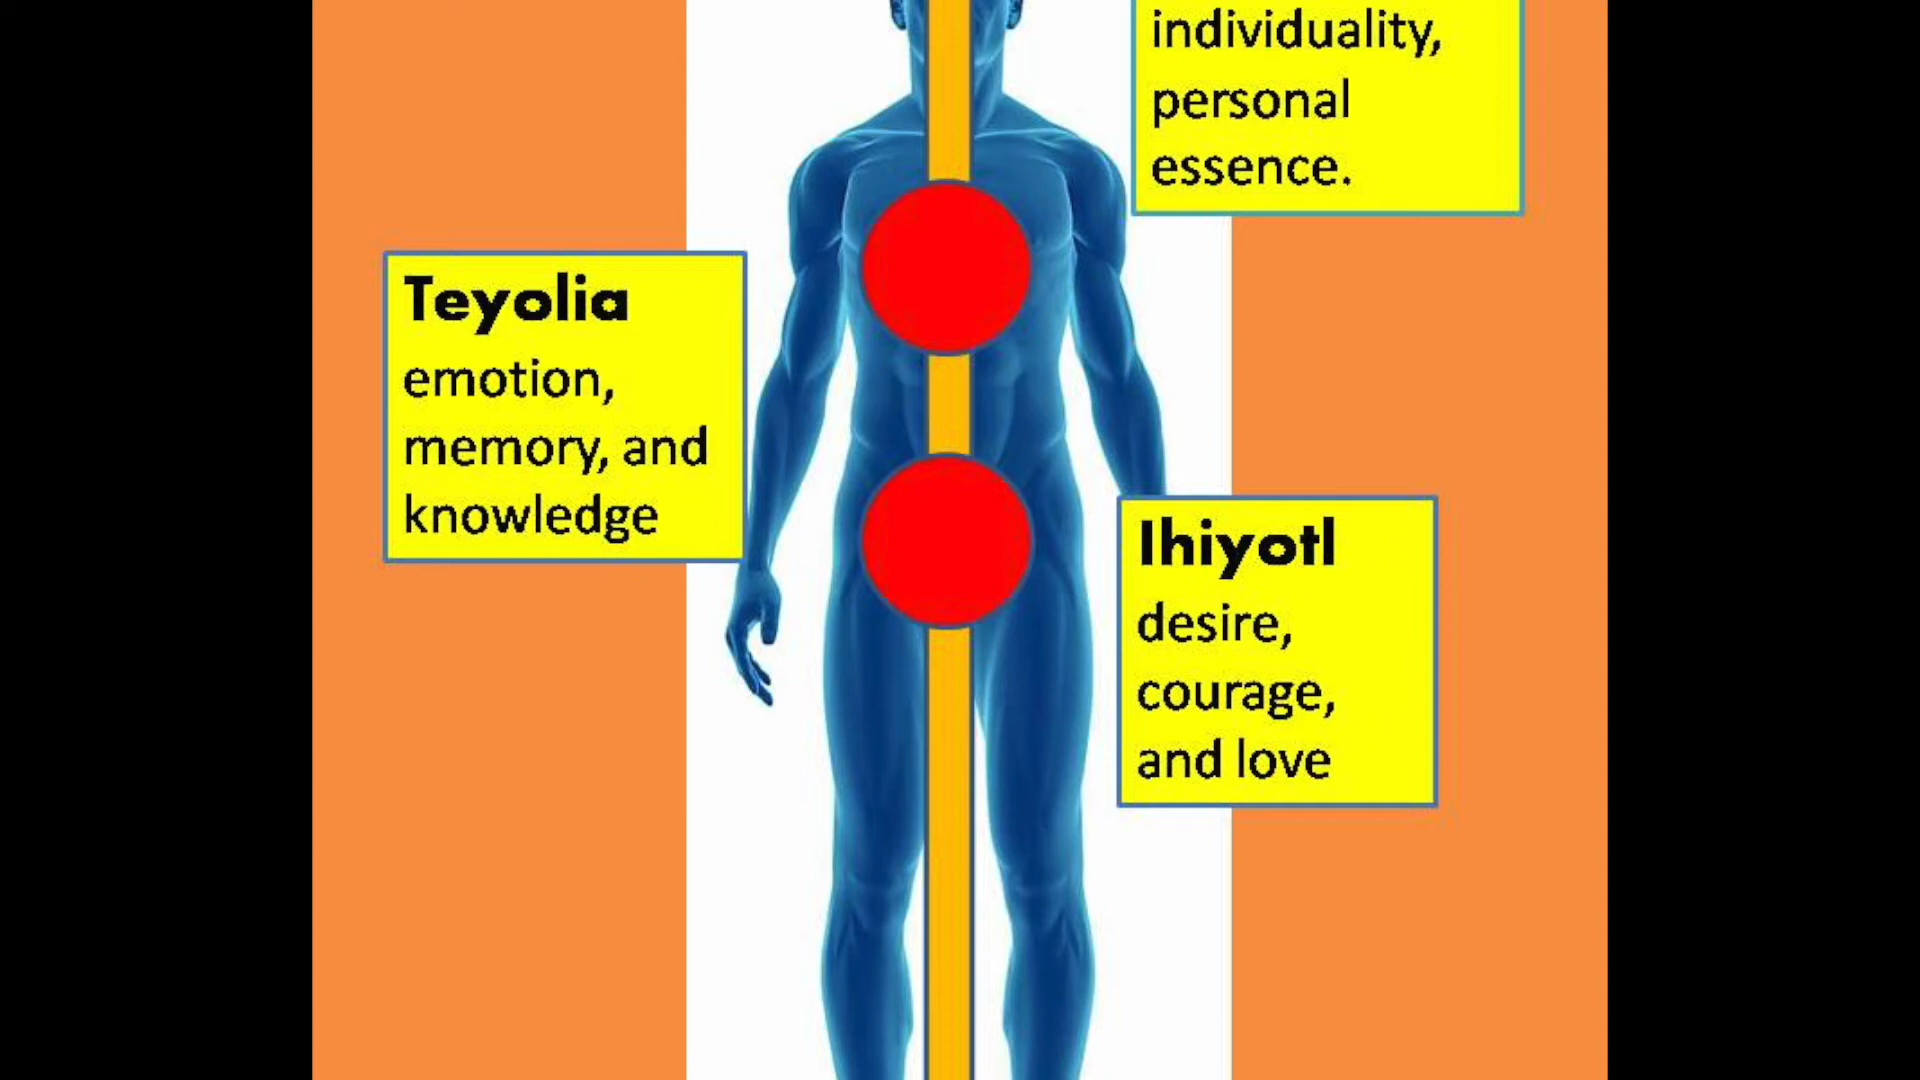 individuality,
personal
essence.
Teyolia
emotion,
memory, and
knowledge
Ihiyotl
desire,
courage,
and love